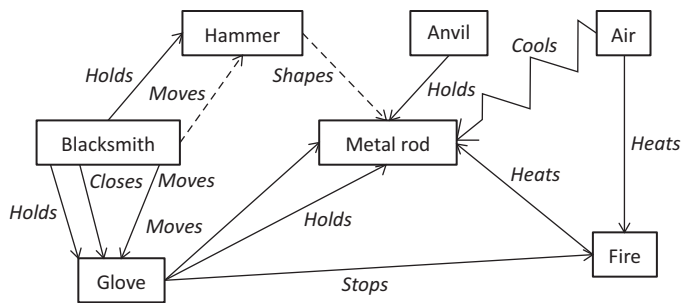 Hammer
Anvil
Air
Cools
Holds
Shapes
Moves
Holds
Blacksmith
Metal rod
Heats
Closes
Moves
Heats
Holds
Moves
Holds
Fire
Glove
Stops